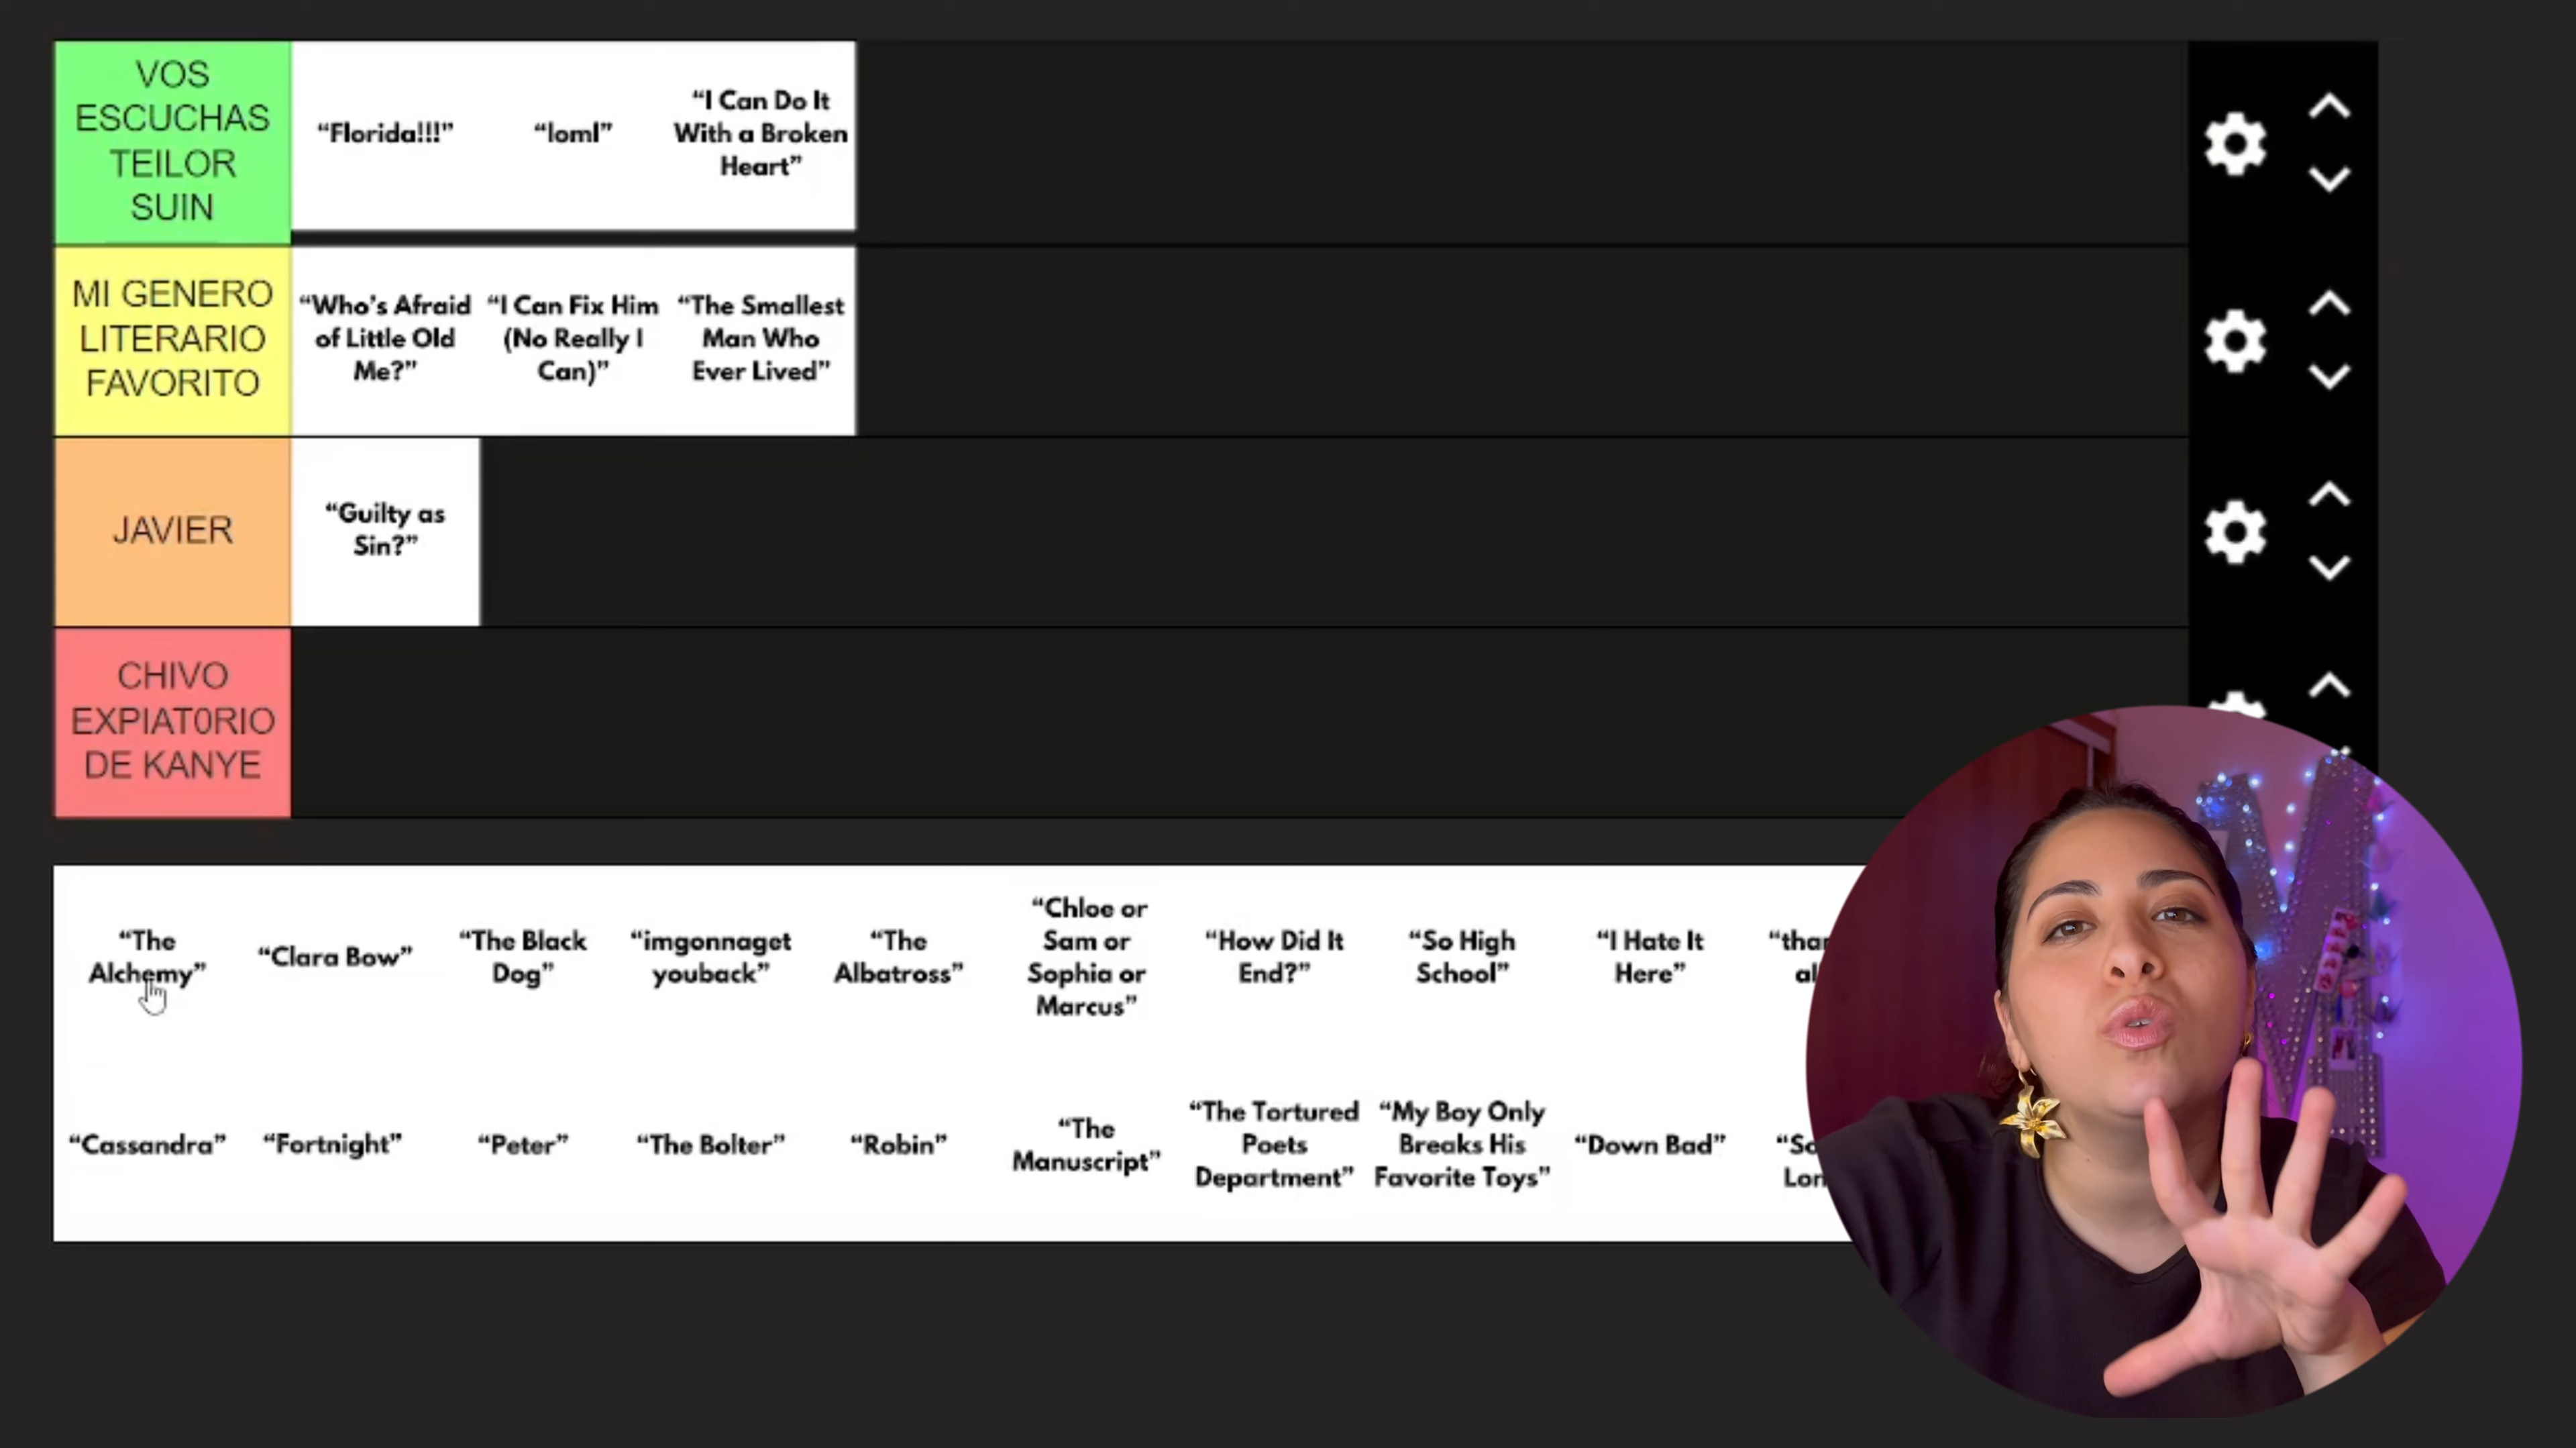 VOS
ESCUCHAS
TEILOR
SUIN
“Florida!!!”
“loml”
“I Can Do It
With a Broken
Heart”
MI GENERO
LITERARIO
FAVORITO
“Who’s Afraid
of Little Old
Me?”
“I Can Fix Him
(No Really I
Can)”
“The Smallest
Man Who
Ever Lived”
JAVIER
“Guilty as
Sin?”
CHIVO
EXPIAT0RIO
DE KANYE
“The
Alchemy”
“Clara Bow”
“The Black
Dog”
“imgonnaget
youback”
“The
Albatross”
“Chloe or
Sam or
Sophia or
Marcus”
“How Did It
End?”
“So High
School”
“I Hate It
Here”
“Cassandra”
“Fortnight”
“Peter”
“The Bolter”
“Robin”
“The
Manuscript”
“The Tortured
Poets
Department”
“My Boy Only
Breaks His
Favorite Toys”
“Down Bad”